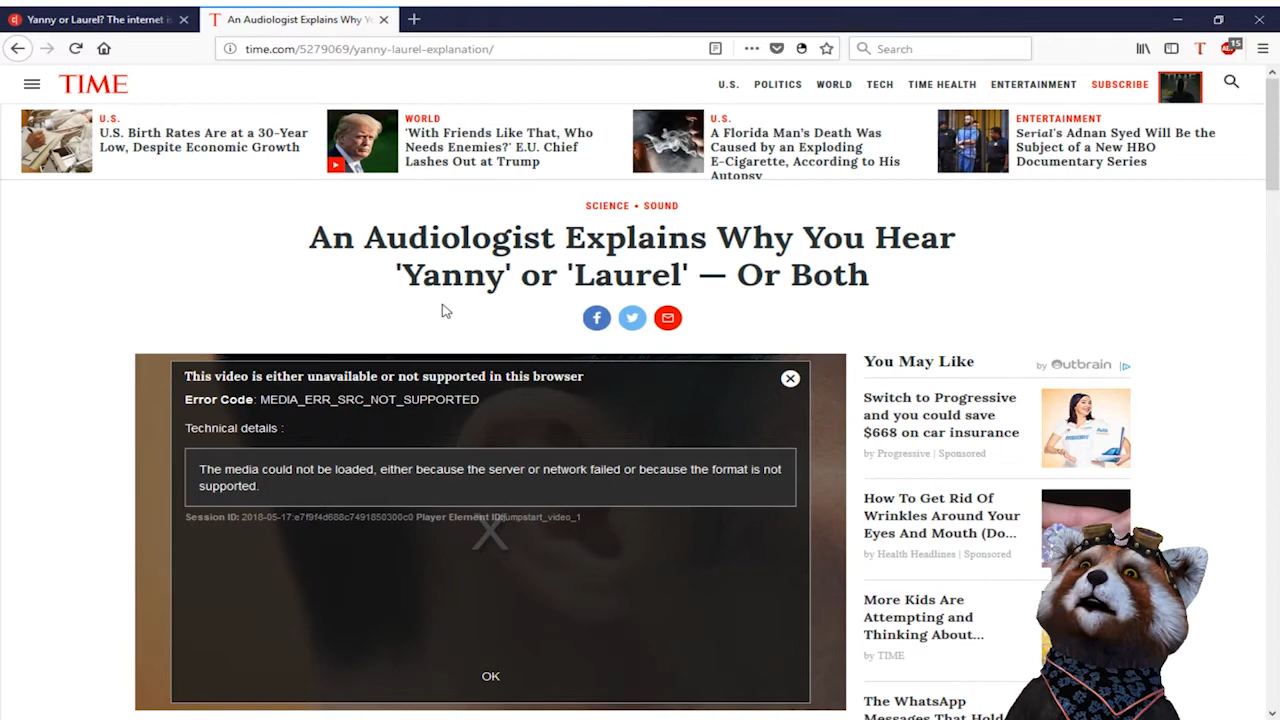 Yanny or Laurel? The internet is
An Audiologist Explains Why Yo
time.com/5279069/yanny-laurel-explanation/
Search
15
TIME
U.S. POLITICS WORLD TECH TIME HEALTH ENTERTAINMENT SUBSCRIBE
U.S.
U.S. Birth Rates Are at a 30-Year
Low, Despite Economic Growth
WORLD
'With Friends Like That, Who
Needs Enemies?' E.U. Chief
Lashes Out at Trump
U.S.
A Florida Man's Death Was
Caused by an Exploding
E-Cigarette, According to His
Autopsy
ENTERTAINMENT
Serial's Adnan Syed Will Be the
Subject of a New HBO
Documentary Series
SCIENCE • SOUND
An Audiologist Explains Why You Hear
'Yanny' or 'Laurel' — Or Both
This video is either unavailable or not supported in this browser
Error Code: MEDIA_ERR_SRC_NOT_SUPPORTED
Technical details :
The media could not be loaded, either because the server or network failed or because the format is not
supported.
Session ID: 2018-05-17:e7f9f4d688c7491850300c0 Player Element ID:jumpstart_video_1
OK
You May Like
by Outbrain
Switch to Progressive
and you could save
$668 on car insurance
by Progressive | Sponsored
How To Get Rid Of
Wrinkles Around Your
Eyes And Mouth (Do...
by Health Headlines | Sponsored
More Kids Are
Attempting and
Thinking About...
by TIME
The WhatsApp
Messages That Hold